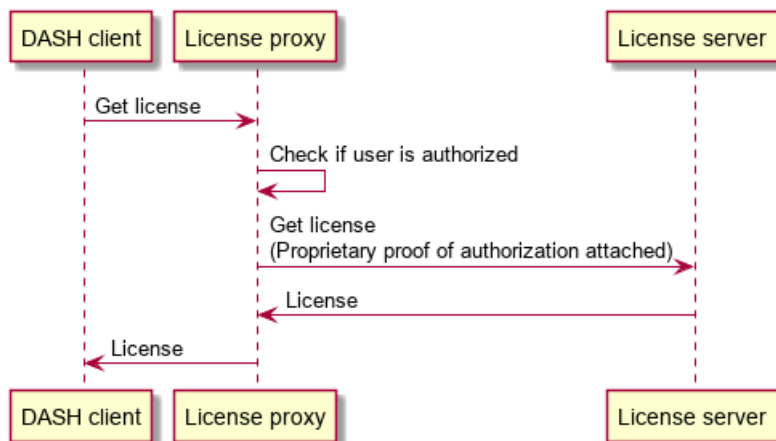 DASH client
License proxy
License server
Get license
Check if user is authorized
Get license
(Proprietary proof of authorization attached)
License
License
DASH client
License proxy
License server